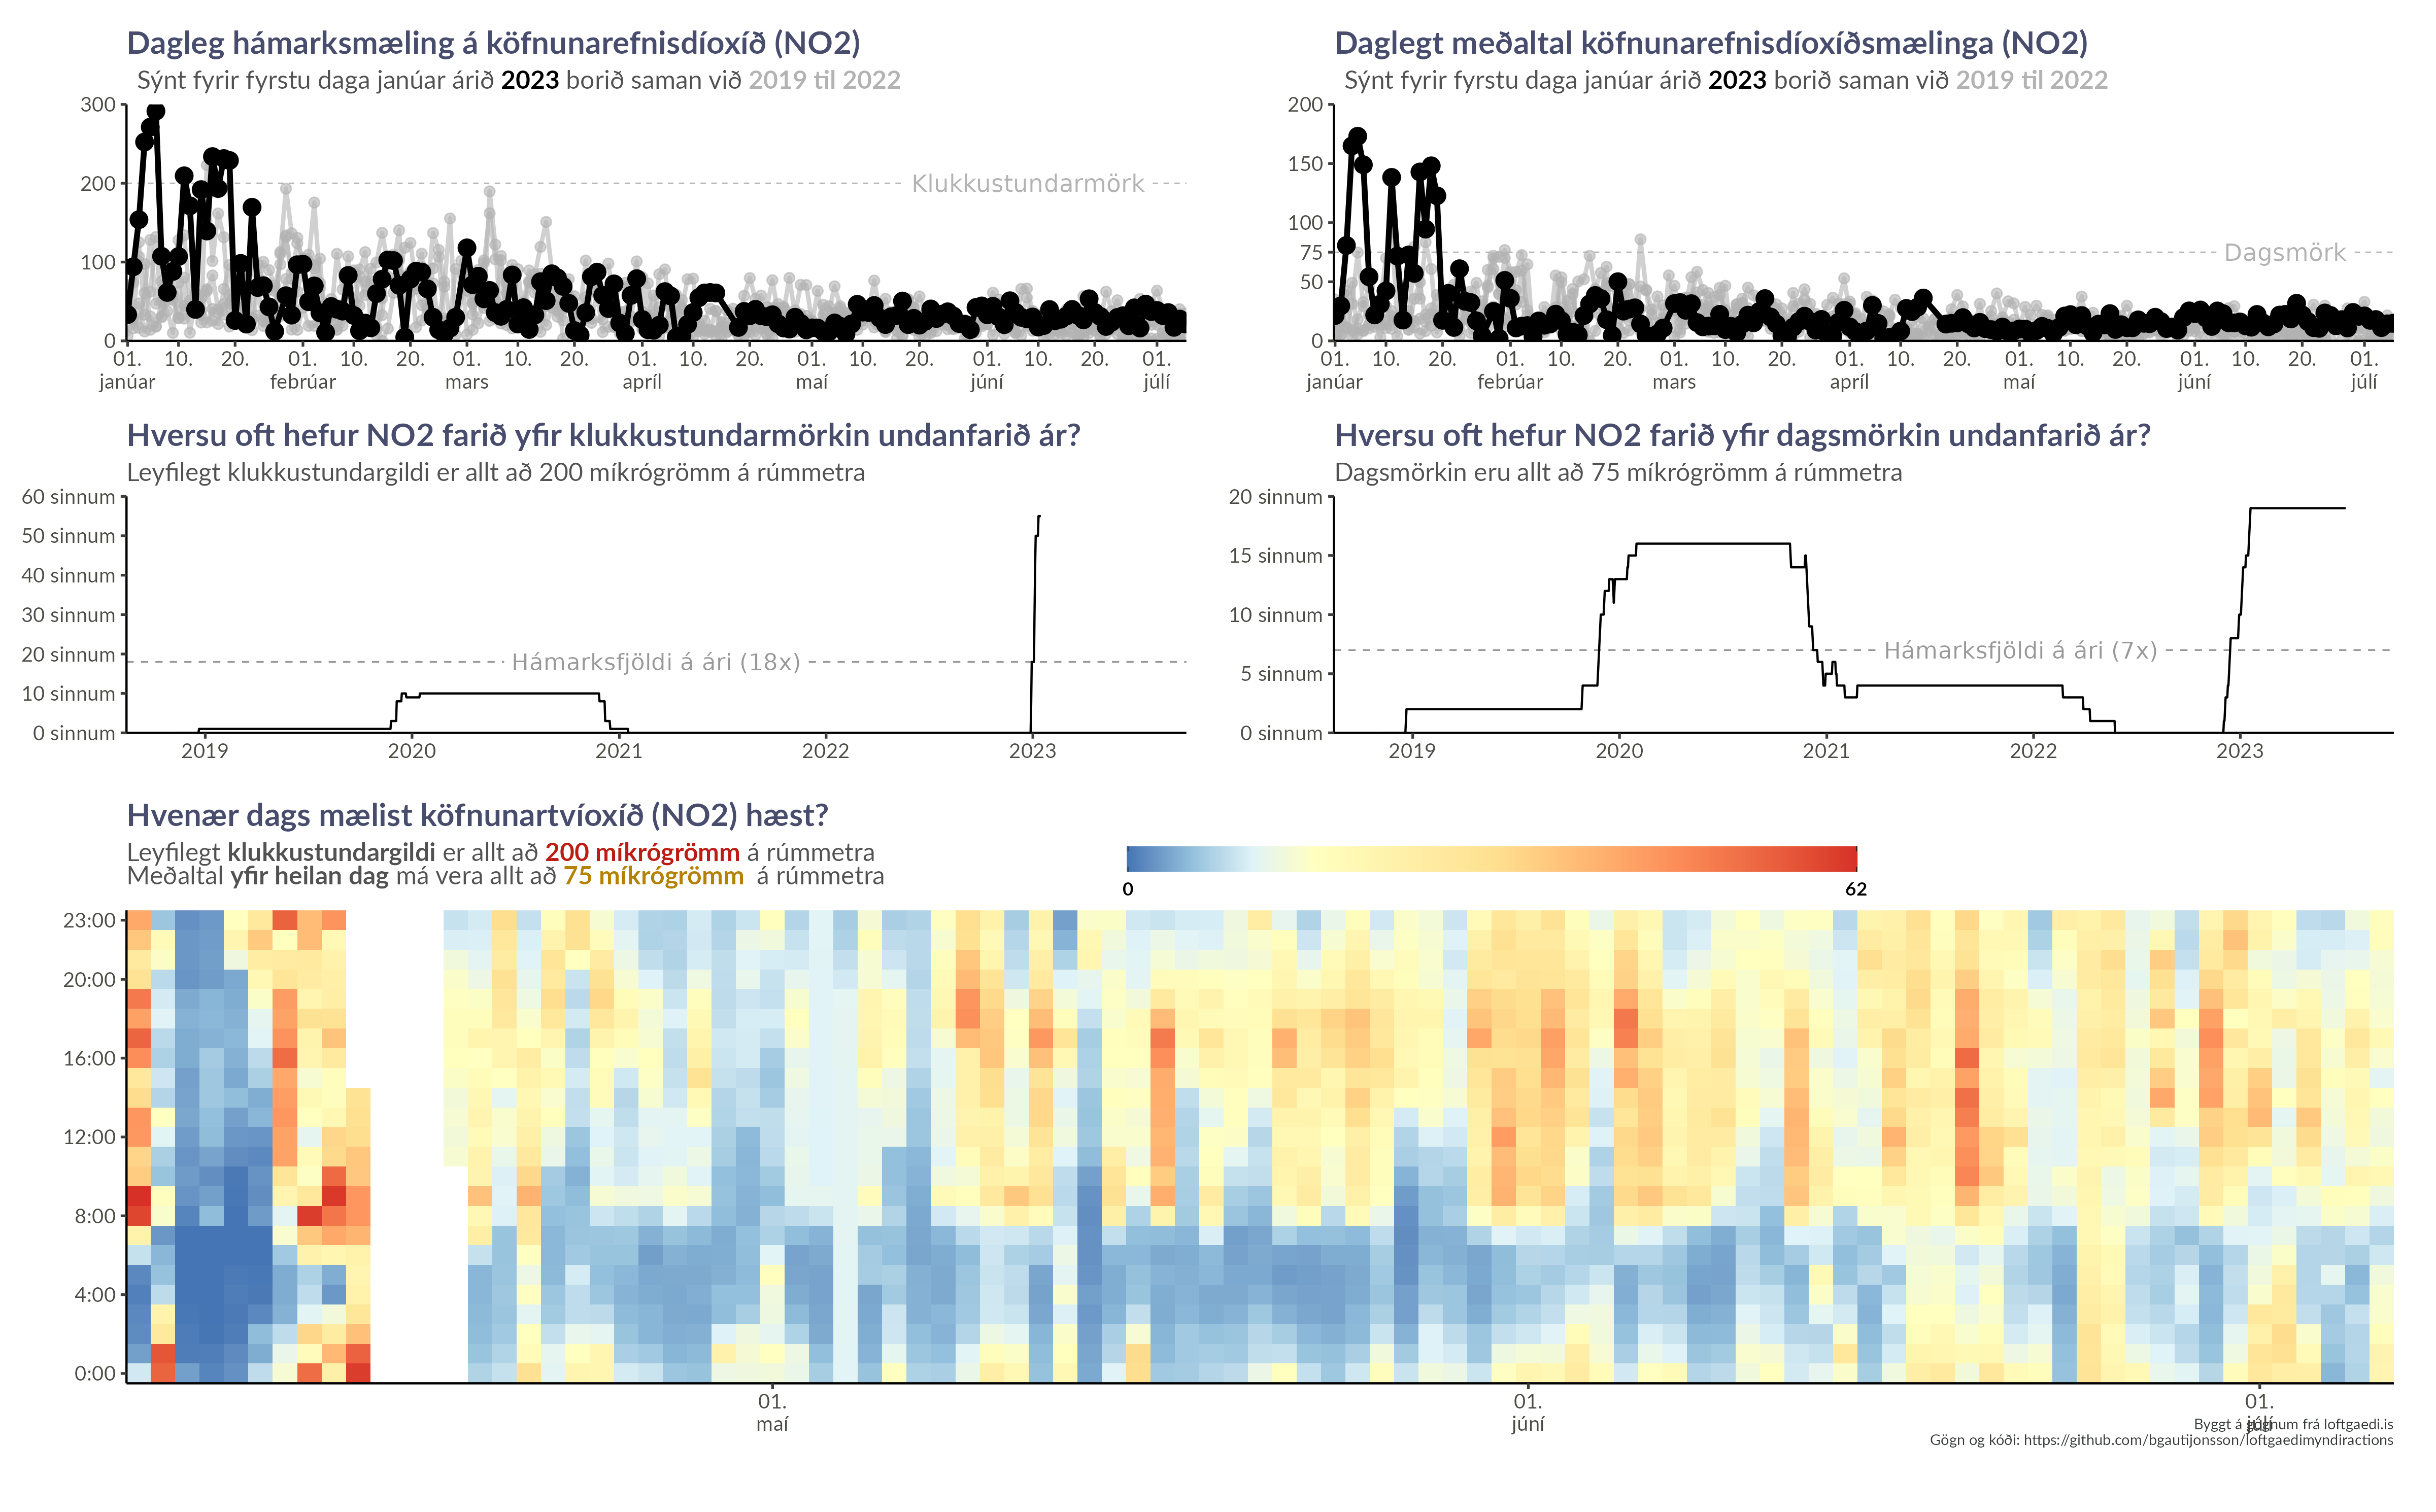 Dagleg hámarksmæling á köfnunarefnisdíoxíð (NO2)
Sýnt fyrir fyrstu daga janúar árið 2023 borið saman við 2019 til 2022
300
200
100
0
Klukkustundarmörk
01. 10. 20. 01. 10. 20. 01. 10. 20. 01. 10. 20. 01. 10. 20. 01. 10. 20. 01.
janúar febrúar mars apríl maí júní júlí
Daglegt meðaltal köfnunarefnisdíoxíðsmælinga (NO2)
Sýnt fyrir fyrstu daga janúar árið 2023 borið saman við 2019 til 2022
200
150
100
75
50
0
Dagsmörk
01. 10. 20. 01. 10. 20. 01. 10. 20. 01. 10. 20. 01. 10. 20. 01. 10. 20. 01.
janúar febrúar mars apríl maí júní júlí
Hversu oft hefur NO2 farið yfir klukkustundarmörkin undanfarið ár?
Leyfilegt klukkustundargildi er allt að 200 míkrógrömm á rúmmetra
60 sinnum
50 sinnum
40 sinnum
30 sinnum
20 sinnum
10 sinnum
0 sinnum
Hámarksfjöldi á ári (18x)
2019 2020 2021 2022 2023
Hversu oft hefur NO2 farið yfir dagsmörkin undanfarið ár?
Dagsmörkin eru allt að 75 míkrógrömm á rúmmetra
20 sinnum
15 sinnum
10 sinnum
5 sinnum
0 sinnum
Hámarksfjöldi á ári (7x)
2019 2020 2021 2022 2023
Hvenær dags mælist köfnunartvíoxíð (NO2) hæst?
Leyfilegt klukkustundargildi er allt að 200 míkrógrömm á rúmmetra
Meðaltal yfir heilan dag má vera allt að 75 míkrógrömm á rúmmetra
0 62
23:00
20:00
16:00
12:00
8:00
4:00
0:00
01. 01. 01.
maí júní júlí
Byggt á gögnum frá loftgaedi.is
Gögn og kóði: https://github.com/bgautijonsson/loftgaedimyndiractions